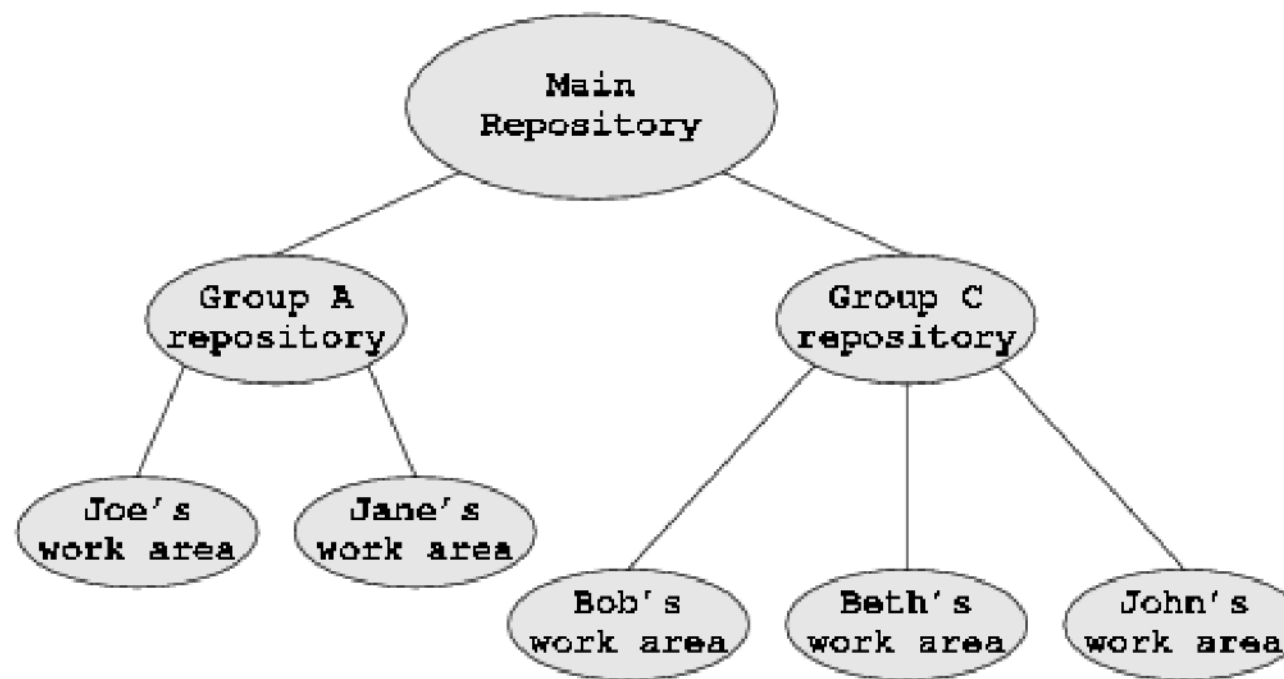 Main
Repository
Group A
repository
Group C
repository
Joe's
work area
Jane's
work area
Bob's
work area
Beth's
work area
John's
work area